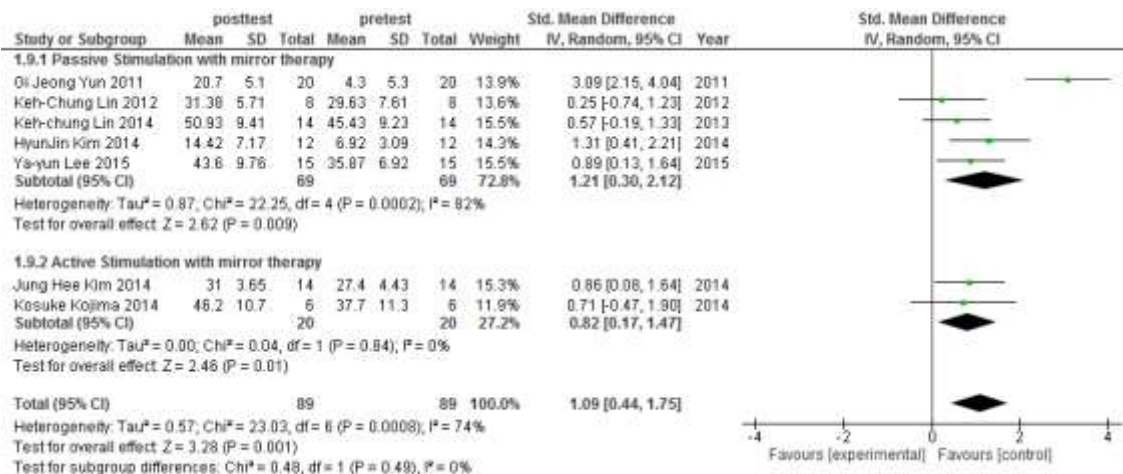 posttest pretest Std. Mean Difference Std. Mean Difference
Study or Subgroup Mean SD Total Mean SD Total Weight IV, Random, 95% CI Year IV, Random, 95% CI
1.9.1 Passive Stimulation with mirror therapy
Gi Jeong Yun 2011 20.7 5.1 20 4.3 5.3 20 13.9% 3.09 [2.15, 4.04] 2011
Keh-Chung Lin 2012 31.38 5.71 8 29.63 7.61 8 13.6% 0.25 [-0.74, 1.23] 2012
Keh-chung Lin 2014 50.93 9.41 14 45.43 9.23 14 15.5% 0.57 [-0.19, 1.33] 2013
HyunJin Kim 2014 14.42 7.17 12 6.92 3.09 12 14.3% 1.31 [0.41, 2.21] 2014
Ya-yun Lee 2015 43.6 9.76 15 35.87 6.92 15 15.5% 0.89 [0.13, 1.64] 2015
Subtotal (95% CI) 69 69 72.8% 1.21 [0.30, 2.12]
Heterogeneity: Tau² = 0.87; Chi² = 22.25, df = 4 (P = 0.0002); I² = 82%
Test for overall effect: Z = 2.62 (P = 0.009)
1.9.2 Active Stimulation with mirror therapy
Jung Hee Kim 2014 31 3.65 14 27.4 4.43 14 15.3% 0.86 [0.08, 1.64] 2014
Kosuke Kojima 2014 46.2 10.7 6 37.7 11.3 6 11.9% 0.71 [-0.47, 1.90] 2014
Subtotal (95% CI) 20 20 27.2% 0.82 [0.17, 1.47]
Heterogeneity: Tau² = 0.00; Chi² = 0.04, df = 1 (P = 0.84); I² = 0%
Test for overall effect: Z = 2.46 (P = 0.01)
Total (95% CI) 89 89 100.0% 1.09 [0.44, 1.75]
Heterogeneity: Tau² = 0.57; Chi² = 23.03, df = 6 (P = 0.0008); I² = 74%
Test for overall effect: Z = 3.28 (P = 0.001)
Test for subgroup differences: Chi² = 0.48, df = 1 (P = 0.49), I² = 0%
-4 -2 0 2 4
Favours [experimental] Favours [control]